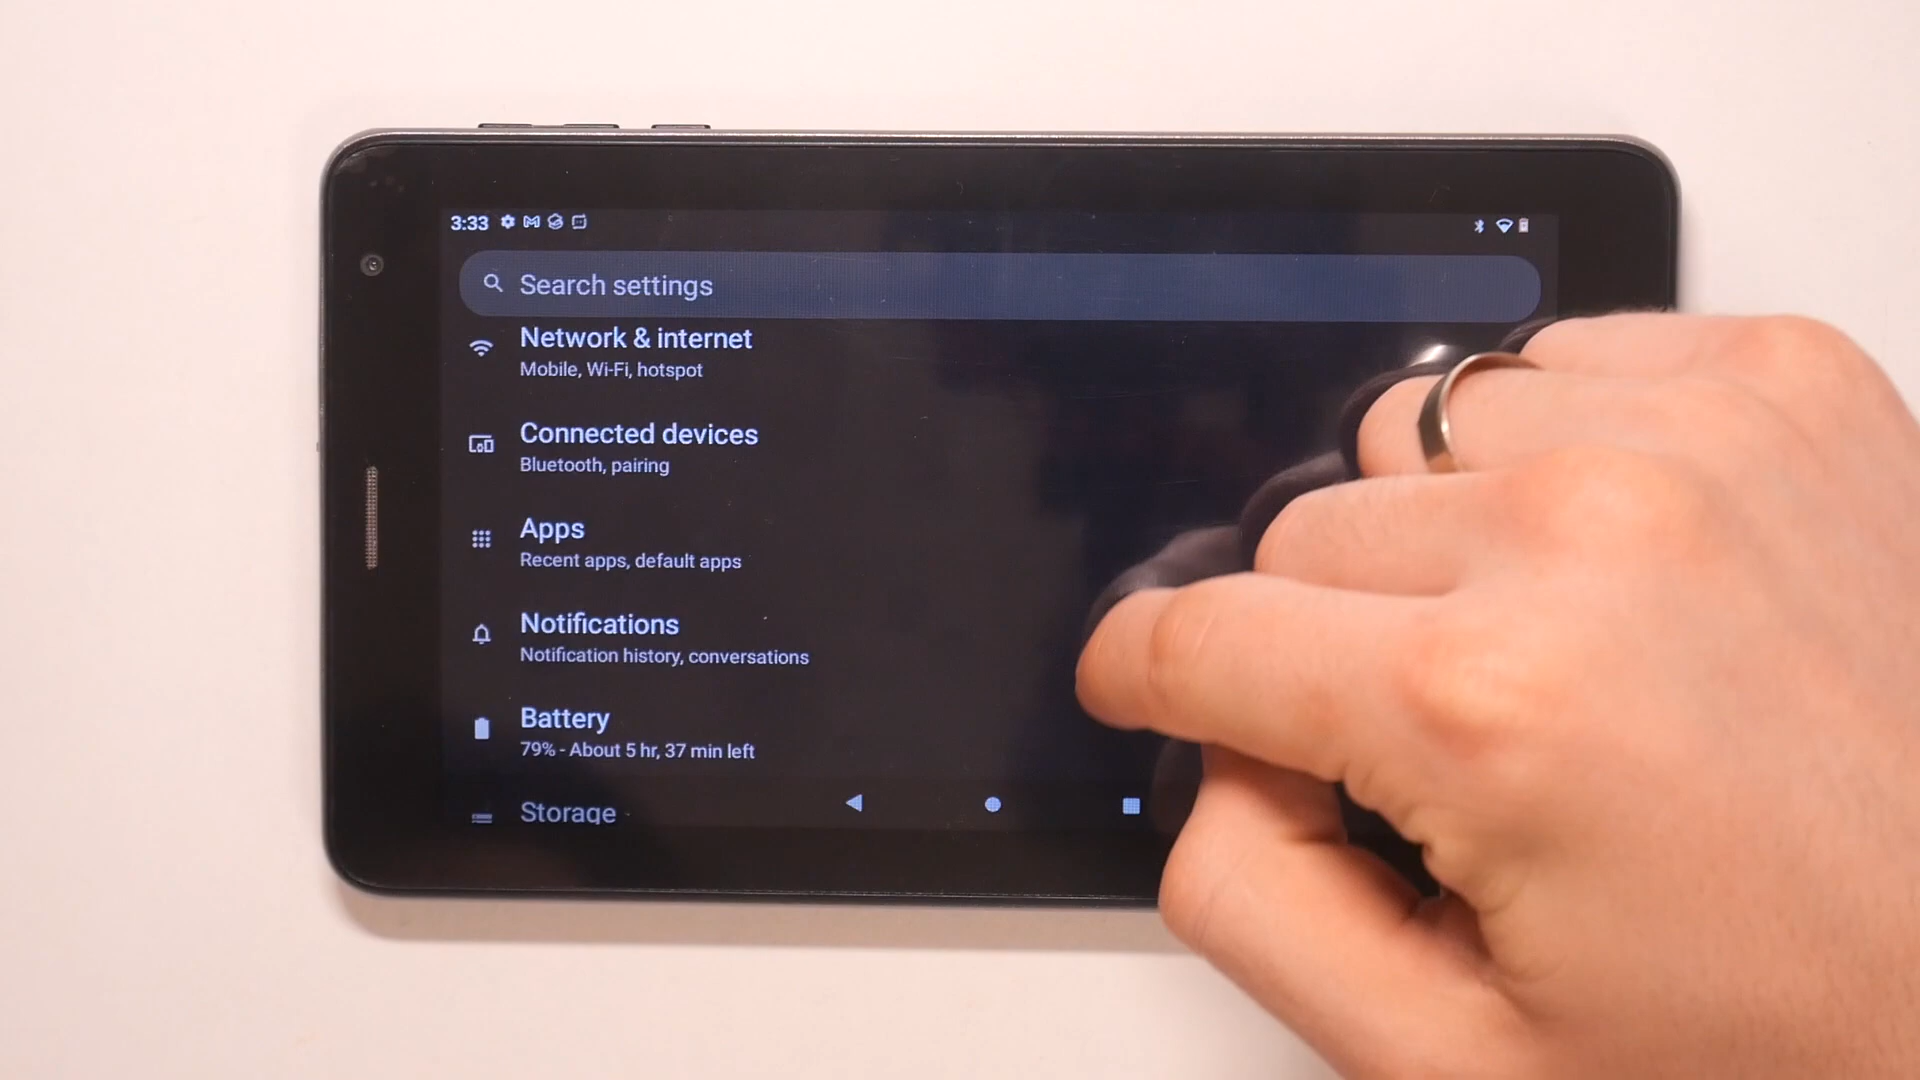 3:33
Search settings
Network & internet
Mobile, Wi-Fi, hotspot
Connected devices
Bluetooth, pairing
Apps
Recent apps, default apps
Notifications
Notification history, conversations
Battery
79% - About 5 hr, 37 min left
Storage